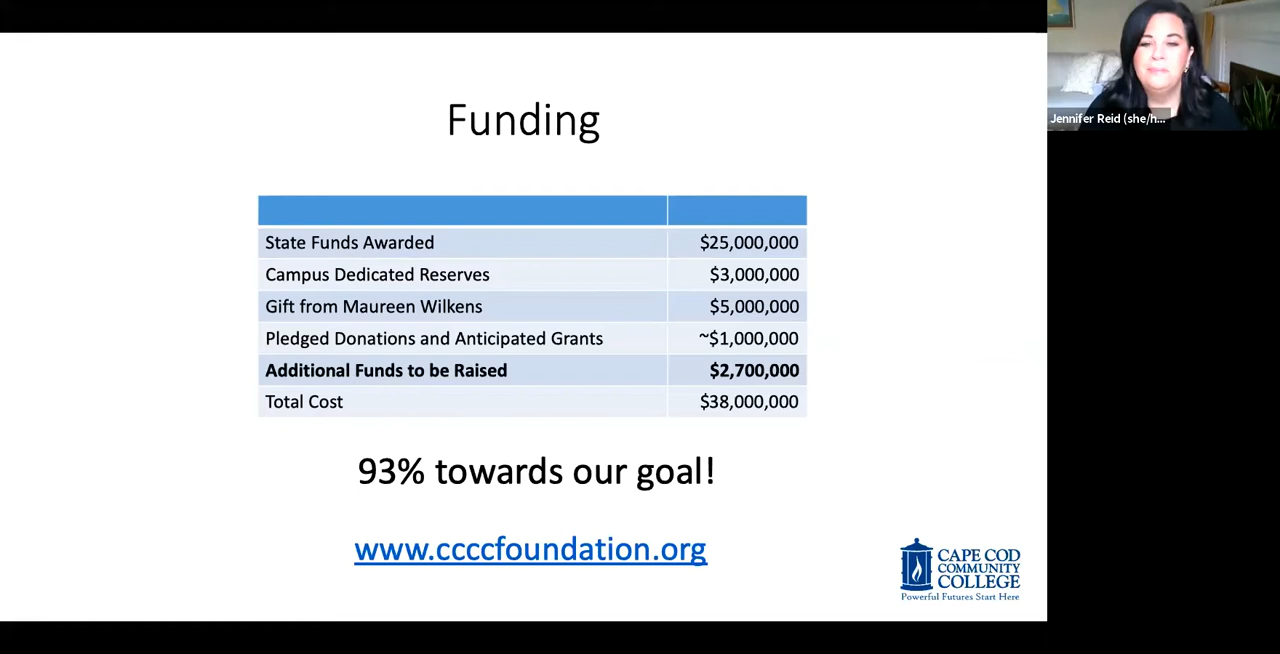 Funding
State Funds Awarded $25,000,000
Campus Dedicated Reserves $3,000,000
Gift from Maureen Wilkens $5,000,000
Pledged Donations and Anticipated Grants ~$1,000,000
Additional Funds to be Raised $2,700,000
Total Cost $38,000,000
93% towards our goal!
www.ccccfoundation.org
CAPE COD
COMMUNITY
COLLEGE
Powerful Futures Start Here
Jennifer Reid (she/h...